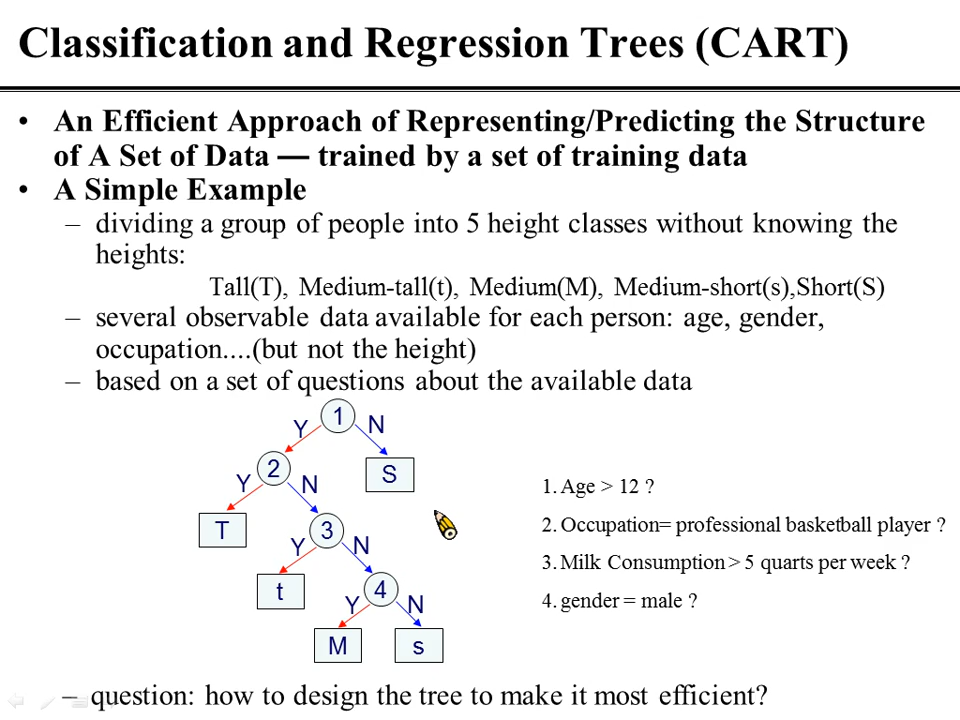 Classification and Regression Trees (CART)
• An Efficient Approach of Representing/Predicting the Structure
of A Set of Data — trained by a set of training data
• A Simple Example
– dividing a group of people into 5 height classes without knowing the
heights:
Tall(T), Medium-tall(t), Medium(M), Medium-short(s),Short(S)
– several observable data available for each person: age, gender,
occupation....(but not the height)
– based on a set of questions about the available data
1
Y N
2 S
Y N
T 3
Y N
t 4
Y N
M s
1. Age > 12 ?
2. Occupation= professional basketball player ?
3. Milk Consumption > 5 quarts per week ?
4. gender = male ?
– question: how to design the tree to make it most efficient?